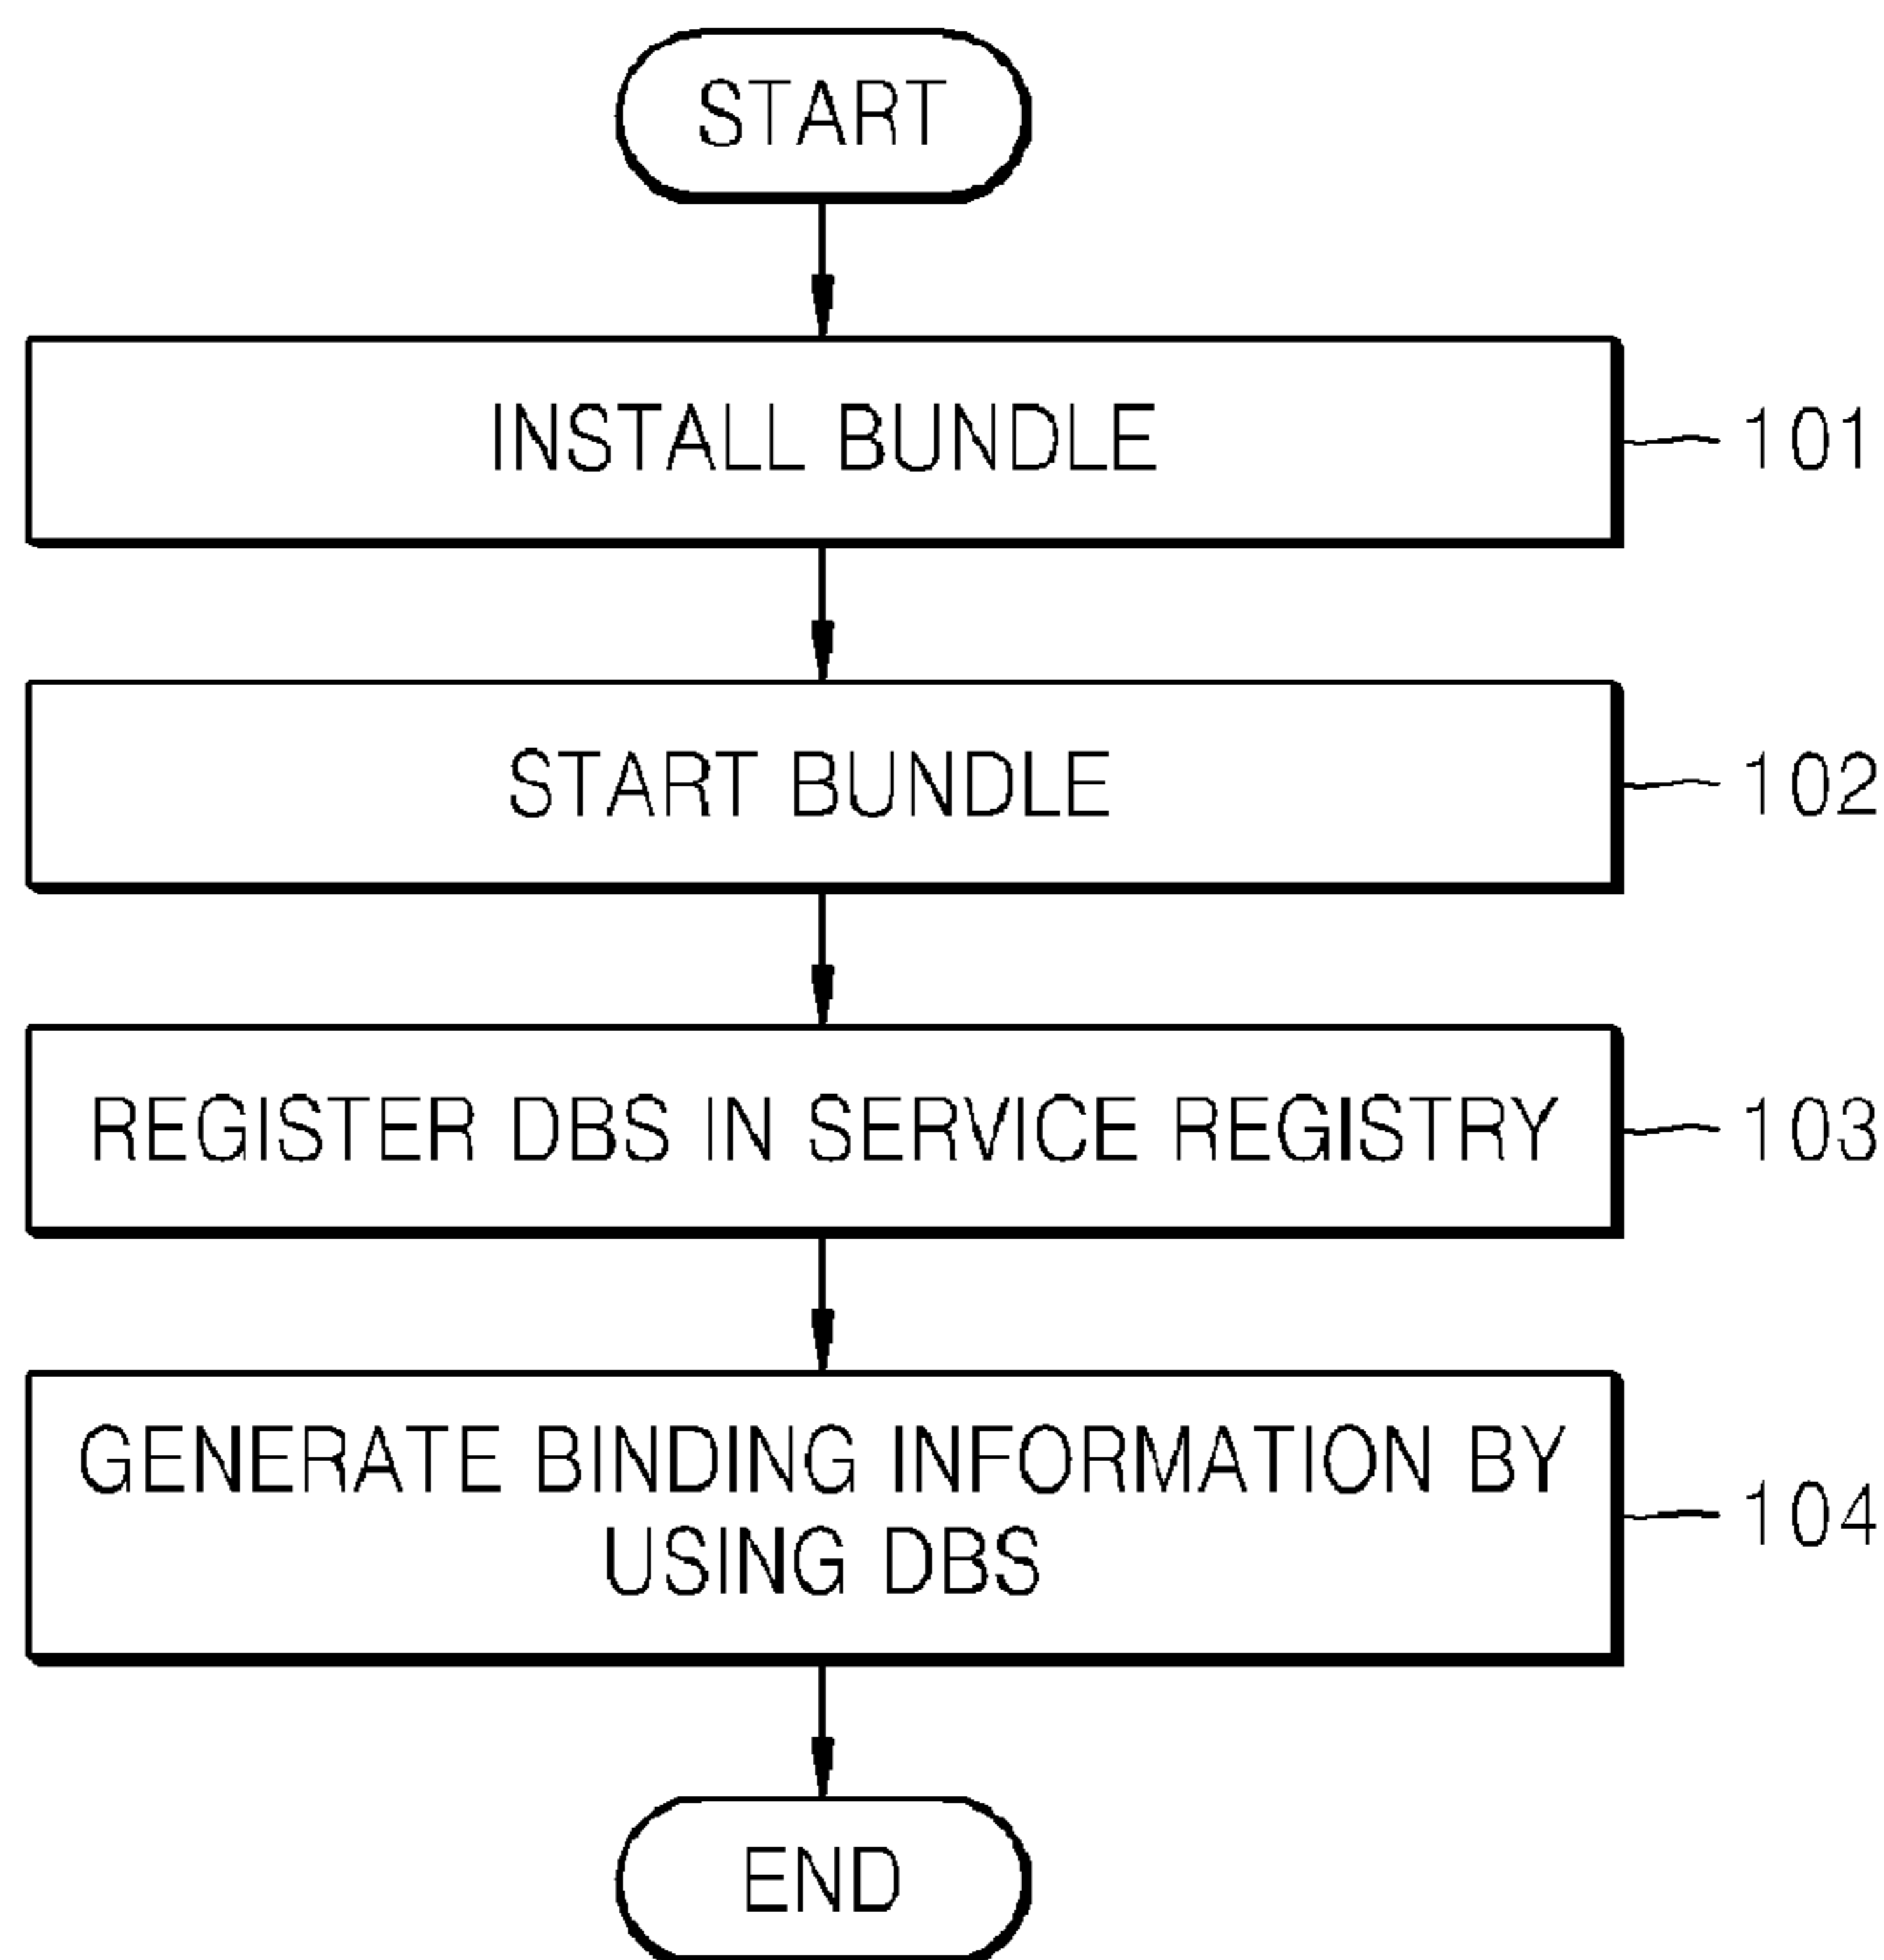 START
INSTALL BUNDLE
101
START BUNDLE
102
REGISTER DBS IN SERVICE REGISTRY
103
GENERATE BINDING INFORMATION BY
USING DBS
104
END